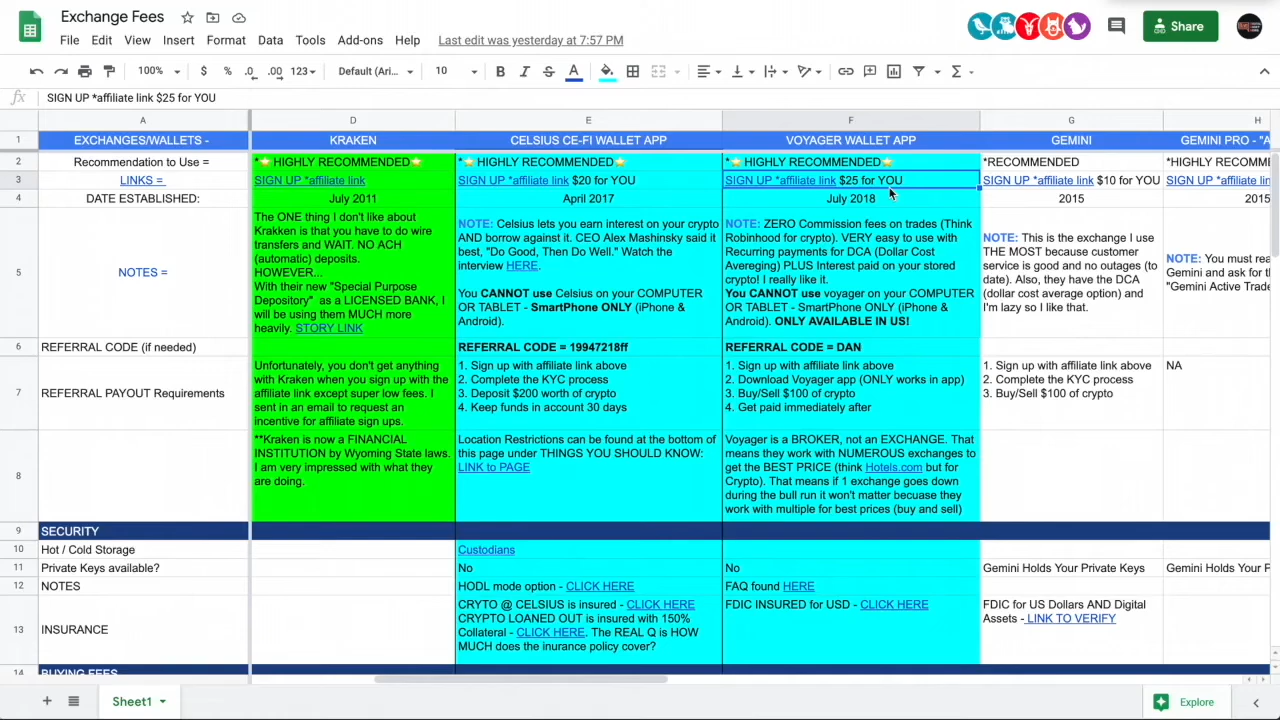 Exchange Fees
File Edit View Insert Format Data Tools Add-ons Help Last edit was yesterday at 7:57 PM
Share
100% $ % .0 .00 123 Default (Ari... 10 B I S A
fx SIGN UP *affiliate link $25 for YOU
A D E F G H
1 EXCHANGES/WALLETS - KRAKEN CELSIUS CE-FI WALLET APP VOYAGER WALLET APP GEMINI GEMINI PRO - "A
2 Recommendation to Use = *⭐HIGHLY RECOMMENDED⭐ *⭐HIGHLY RECOMMENDED⭐ *⭐HIGHLY RECOMMENDED⭐ *RECOMMENDED *HIGHLY RECOMME
3 LINKS = SIGN UP *affiliate link SIGN UP *affiliate link $20 for YOU SIGN UP *affiliate link $25 for YOU SIGN UP *affiliate link $10 for YOU SIGN UP *affiliate lin
4 DATE ESTABLISHED: July 2011 April 2017 July 2018 2015 2015
5 NOTES =
The ONE thing I don't like about
Krakken is that you have to do wire
transfers and WAIT. NO ACH
(automatic) deposits.
HOWEVER...
With their new "Special Purpose
Depository" as a LICENSED BANK, I
will be using them MUCH more
heavily. STORY LINK
NOTE: Celsius lets you earn interest on your crypto
AND borrow against it. CEO Alex Mashinsky said it
best, "Do Good, Then Do Well." Watch the
interview HERE.
You CANNOT use Celsius on your COMPUTER
OR TABLET - SmartPhone ONLY (iPhone &
Android).
NOTE: ZERO Commission fees on trades (Think
Robinhood for crypto). VERY easy to use with
Recurring payments for DCA (Dollar Cost
Avereging) PLUS Interest paid on your stored
crypto! I really like it.
You CANNOT use voyager on your COMPUTER
OR TABLET - SmartPhone ONLY (iPhone &
Android). ONLY AVAILABLE IN US!
NOTE: This is the exchange I use
THE MOST because customer
service is good and no outages (to
date). Also, they have the DCA
(dollar cost average option) and
I'm lazy so I like that.
NOTE: You must rea
Gemini and ask for th
"Gemini Active Trade
6 REFERRAL CODE (if needed) REFERRAL CODE = 19947218ff REFERRAL CODE = DAN
7 REFERRAL PAYOUT Requirements
Unfortunately, you don't get anything
with Kraken when you sign up with the
affiliate link except super low fees. I
sent in an email to request an
incentive for affiliate sign ups.
1. Sign up with affiliate link above
2. Complete the KYC process
3. Deposit $200 worth of crypto
4. Keep funds in account 30 days
1. Sign up with affiliate link above
2. Download Voyager app (ONLY works in app)
3. Buy/Sell $100 of crypto
4. Get paid immediately after
1. Sign up with affiliate link above
2. Complete the KYC process
3. Buy/Sell $100 of crypto
NA
8
**Kraken is now a FINANCIAL
INSTITUTION by Wyoming State laws.
I am very impressed with what they
are doing.
Location Restrictions can be found at the bottom of
this page under THINGS YOU SHOULD KNOW:
LINK to PAGE
Voyager is a BROKER, not an EXCHANGE. That
means they work with NUMEROUS exchanges to
get the BEST PRICE (think Hotels.com but for
Crypto). That means if 1 exchange goes down
during the bull run it won't matter becuase they
work with multiple for best prices (buy and sell)
9 SECURITY
10 Hot / Cold Storage Custodians
11 Private Keys available? No No Gemini Holds Your Private Keys Gemini Holds Your P
12 NOTES HODL mode option - CLICK HERE FAQ found HERE
13 INSURANCE
CRYTO @ CELSIUS is insured - CLICK HERE
CRYPTO LOANED OUT is insured with 150%
Collateral - CLICK HERE. The REAL Q is HOW
MUCH does the inurance policy cover?
FDIC INSURED for USD - CLICK HERE
FDIC for US Dollars AND Digital
Assets - LINK TO VERIFY
14 BUYING FEES
Sheet1
Explore